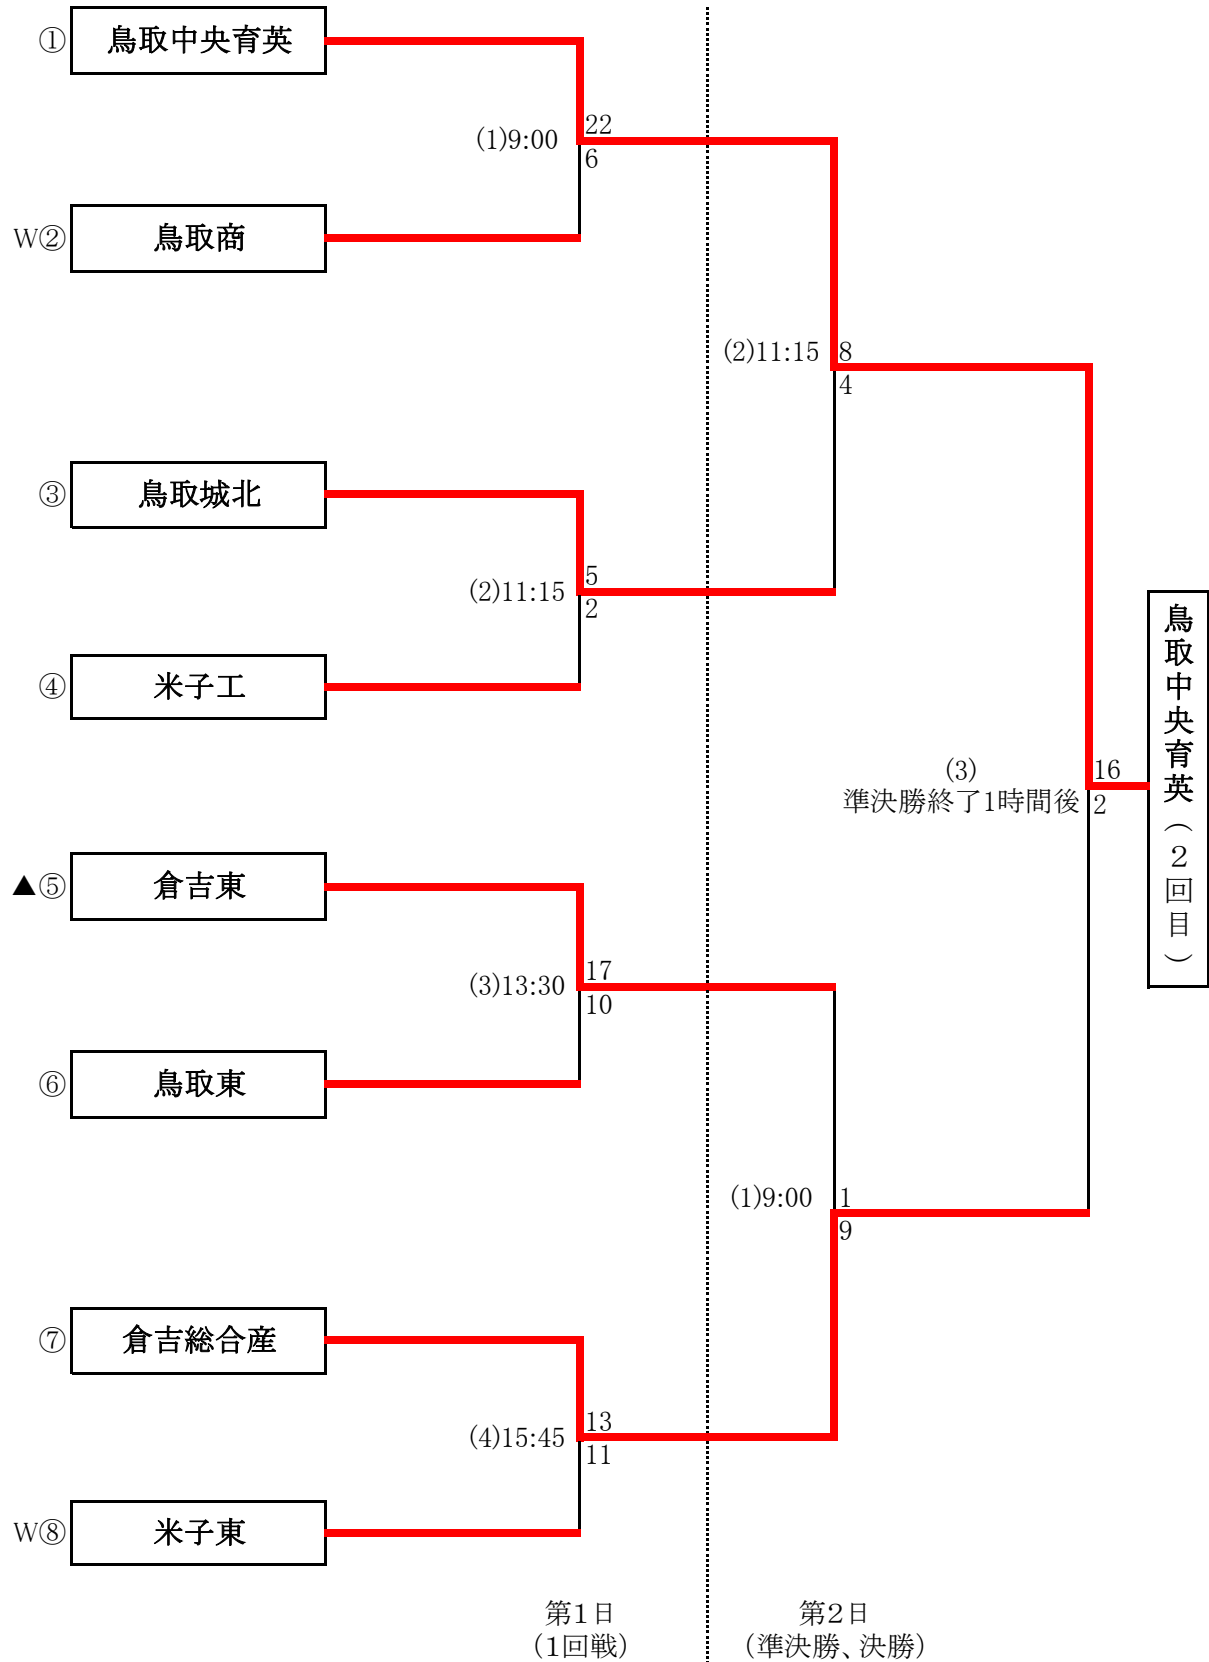 ① 鳥取中央育英
(1)9:00 22
6
W② 鳥取商
(2)11:15 8
4
③ 鳥取城北
(2)11:15 5
2
④ 米子工
鳥取中央育英（２回目）
(3) 16
準決勝終了1時間後 2
▲⑤ 倉吉東
(3)13:30 17
10
⑥ 鳥取東
(1)9:00 1
9
⑦ 倉吉総合産
(4)15:45 13
11
W⑧ 米子東
第1日 第2日
（1回戦） （準決勝、決勝）